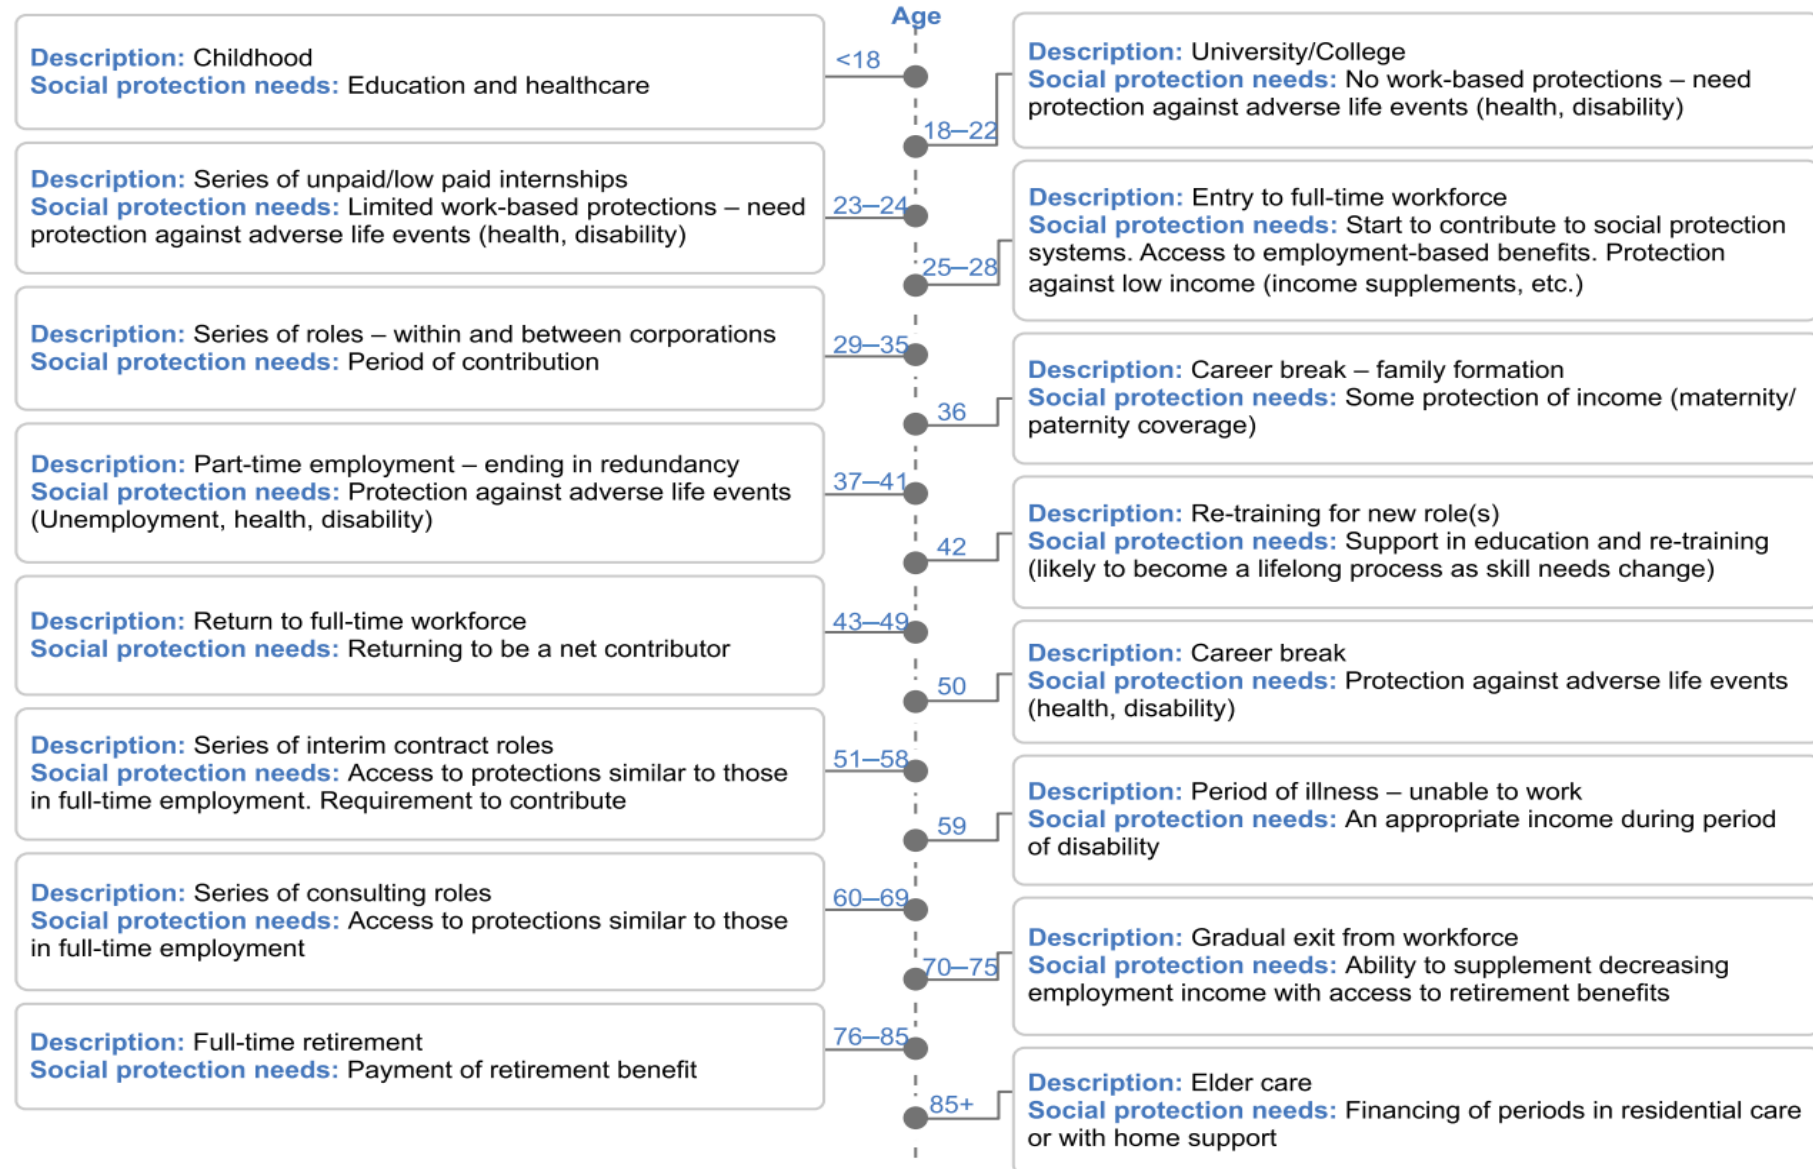 Age
<18
Description: Childhood
Social protection needs: Education and healthcare
18–22
Description: University/College
Social protection needs: No work-based protections – need
protection against adverse life events (health, disability)
23–24
Description: Series of unpaid/low paid internships
Social protection needs: Limited work-based protections – need
protection against adverse life events (health, disability)
25–28
Description: Entry to full-time workforce
Social protection needs: Start to contribute to social protection
systems. Access to employment-based benefits. Protection
against low income (income supplements, etc.)
29–35
Description: Series of roles – within and between corporations
Social protection needs: Period of contribution
36
Description: Career break – family formation
Social protection needs: Some protection of income (maternity/
paternity coverage)
37–41
Description: Part-time employment – ending in redundancy
Social protection needs: Protection against adverse life events
(Unemployment, health, disability)
42
Description: Re-training for new role(s)
Social protection needs: Support in education and re-training
(likely to become a lifelong process as skill needs change)
43–49
Description: Return to full-time workforce
Social protection needs: Returning to be a net contributor
50
Description: Career break
Social protection needs: Protection against adverse life events
(health, disability)
51–58
Description: Series of interim contract roles
Social protection needs: Access to protections similar to those
in full-time employment. Requirement to contribute
59
Description: Period of illness – unable to work
Social protection needs: An appropriate income during period
of disability
60–69
Description: Series of consulting roles
Social protection needs: Access to protections similar to those
in full-time employment
70–75
Description: Gradual exit from workforce
Social protection needs: Ability to supplement decreasing
employment income with access to retirement benefits
76–85
Description: Full-time retirement
Social protection needs: Payment of retirement benefit
85+
Description: Elder care
Social protection needs: Financing of periods in residential care
or with home support